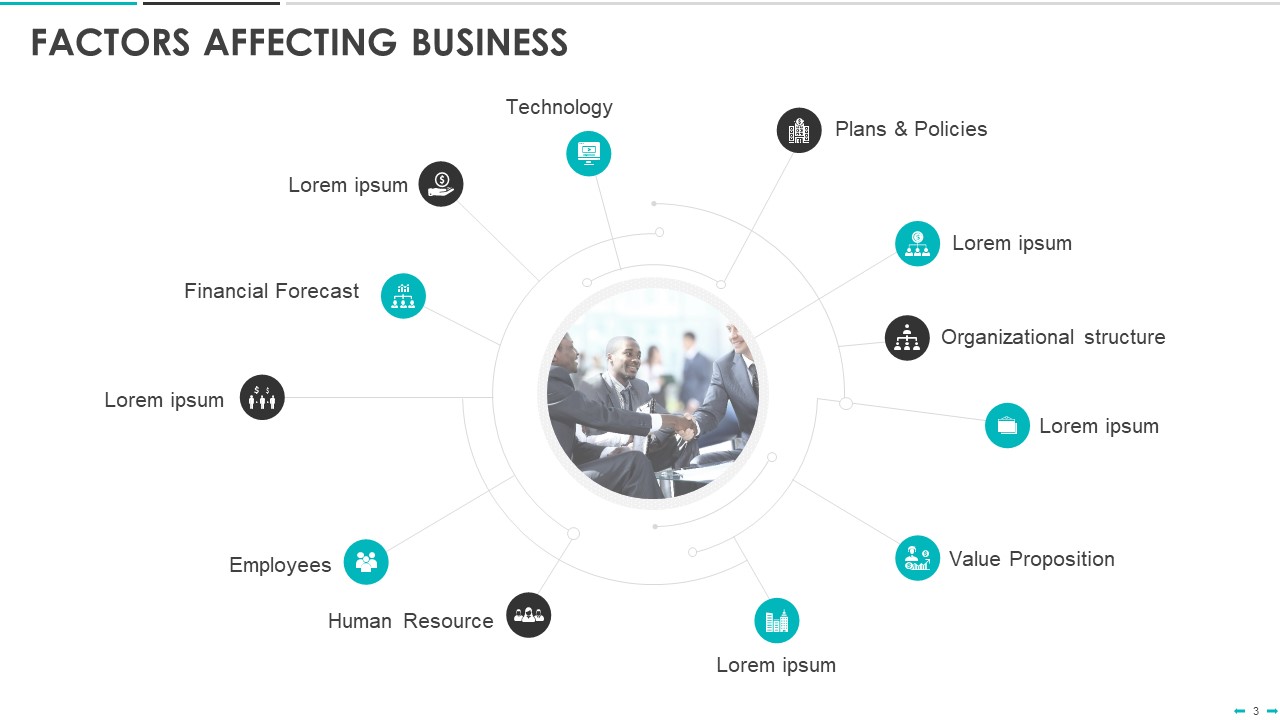 FACTORS AFFECTING BUSINESS
Technology
Plans & Policies
Lorem ipsum
Lorem ipsum
Financial Forecast
Organizational structure
Lorem ipsum
Lorem ipsum
Employees
Value Proposition
Human Resource
Lorem ipsum
3